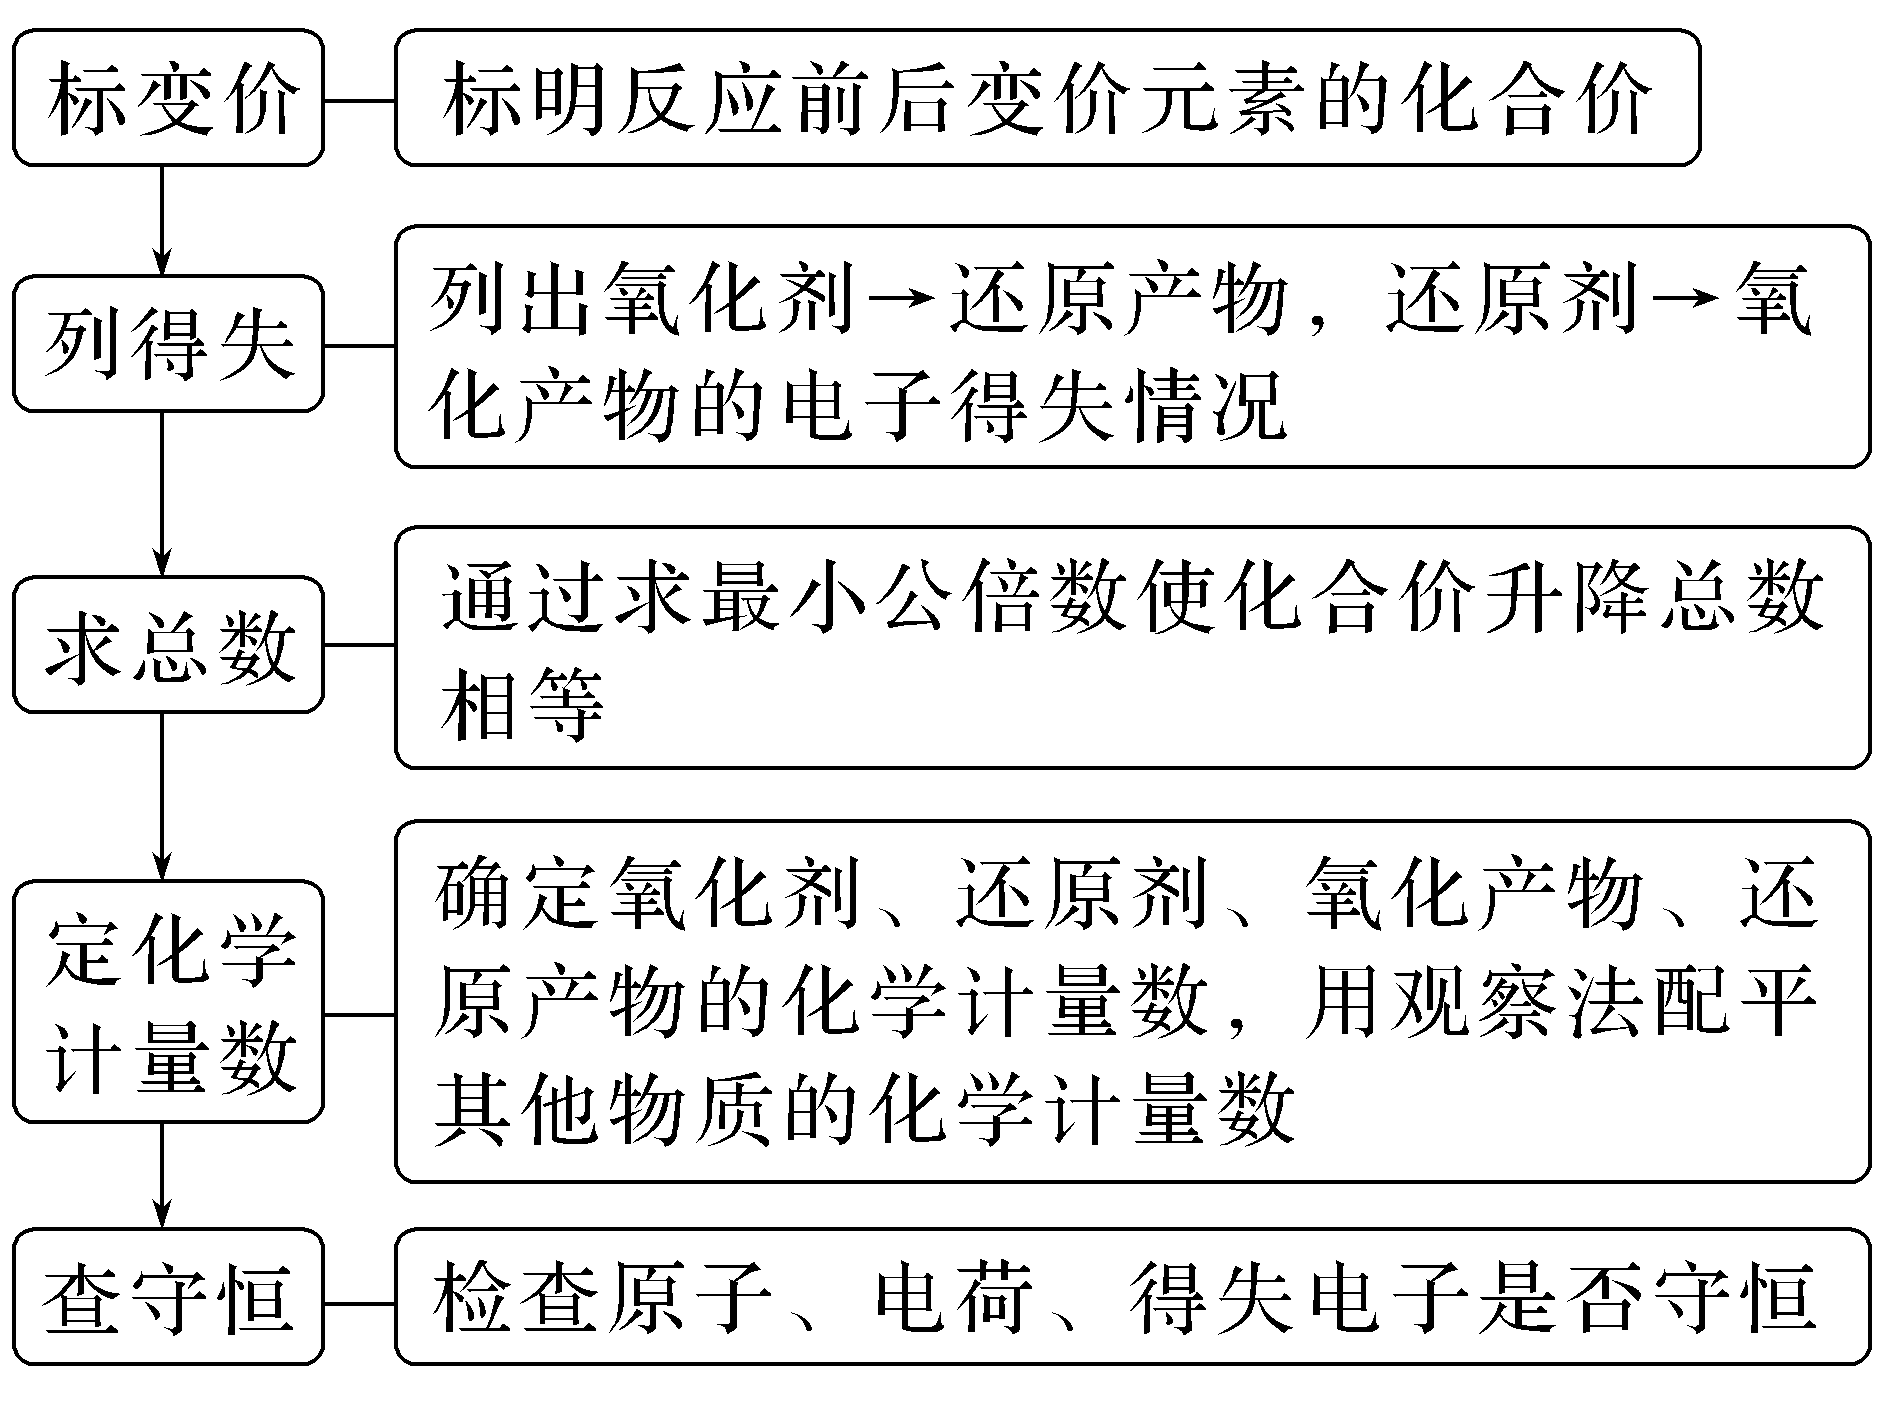 标变价
标明反应前后变价元素的化合价
列得失
列出氧化剂→还原产物，还原剂→氧
化产物的电子得失情况
求总数
通过求最小公倍数使化合价升降总数
相等
定化学
计量数
确定氧化剂、还原剂、氧化产物、还
原产物的化学计量数，用观察法配平
其他物质的化学计量数
查守恒
检查原子、电荷、得失电子是否守恒